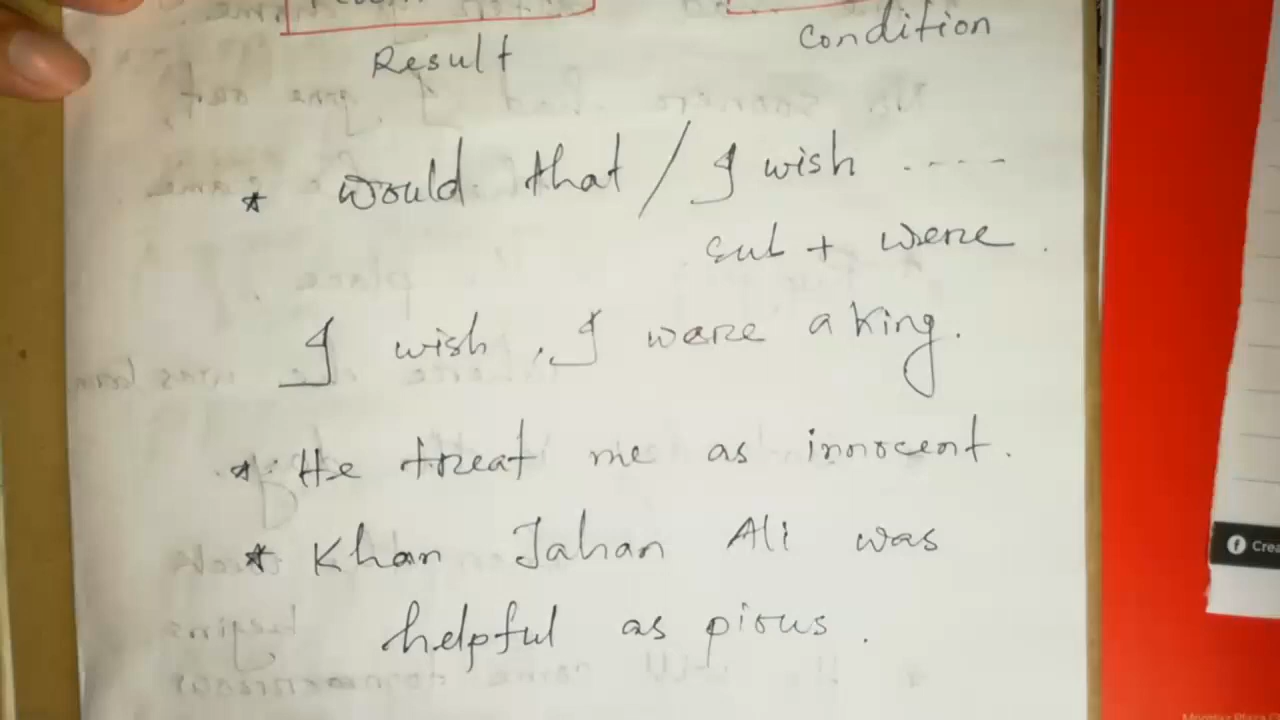 Result
Condition
* would that / I wish ----
sub + were.
I wish, I were a king.
* He treat me as innocent.
* Khan Jahan Ali was
helpful as pious.
Crea